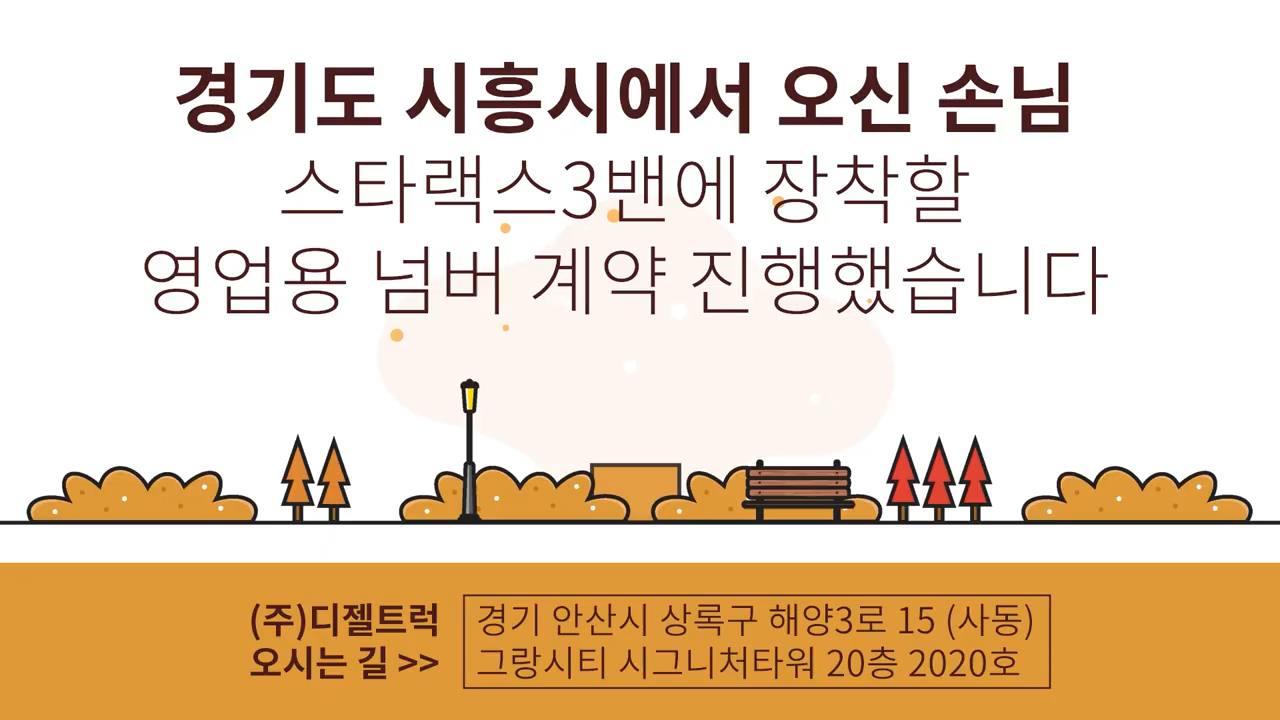 경기도 시흥시에서 오신 손님
스타랙스3밴에 장착할
영업용 넘버 계약 진행했습니다
(주)디젤트럭
오시는 길 >>
경기 안산시 상록구 해양3로 15 (사동)
그랑시티 시그니처타워 20층 2020호